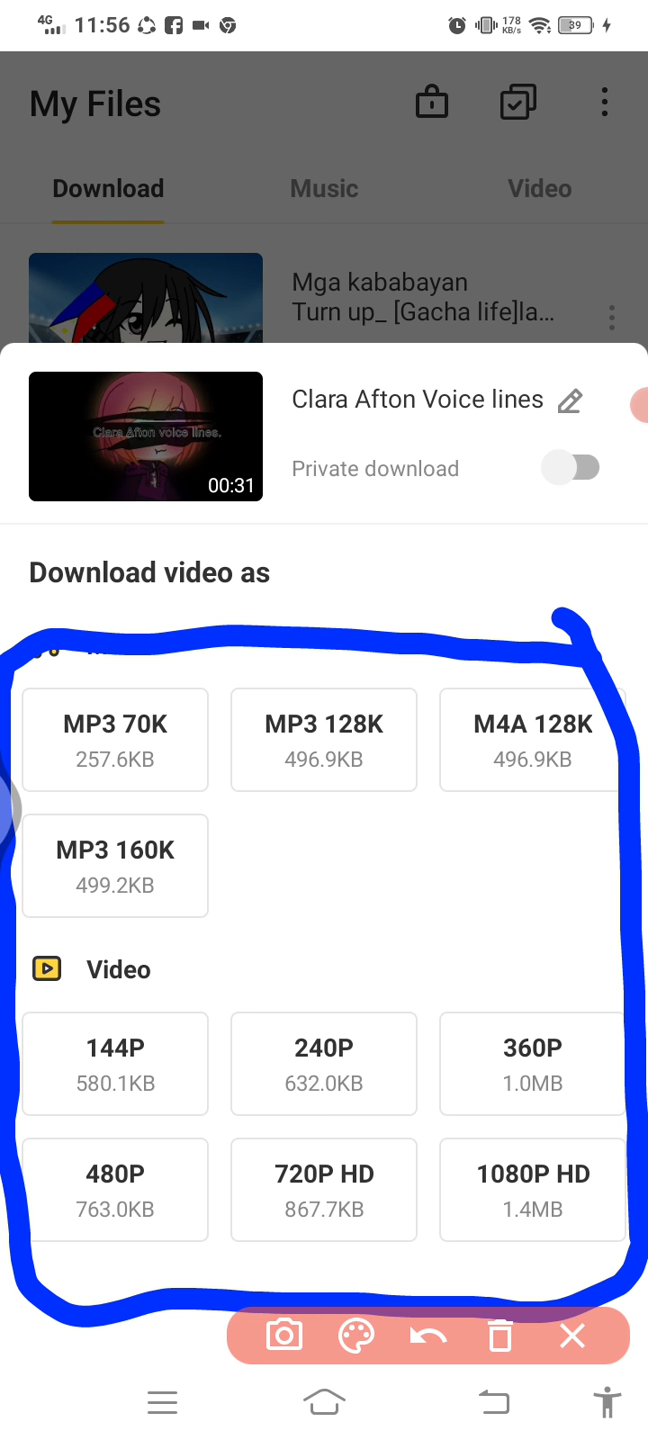 4G 11:56 178 KB/s 39
My Files
Download Music Video
Mga kababayan
Turn up_ [Gacha life]la…
Clara Afton Voice lines
Clara Afton voice lines.
Private download
00:31
Download video as
MP3 70K MP3 128K M4A 128K
257.6KB 496.9KB 496.9KB
MP3 160K
499.2KB
Video
144P 240P 360P
580.1KB 632.0KB 1.0MB
480P 720P HD 1080P HD
763.0KB 867.7KB 1.4MB